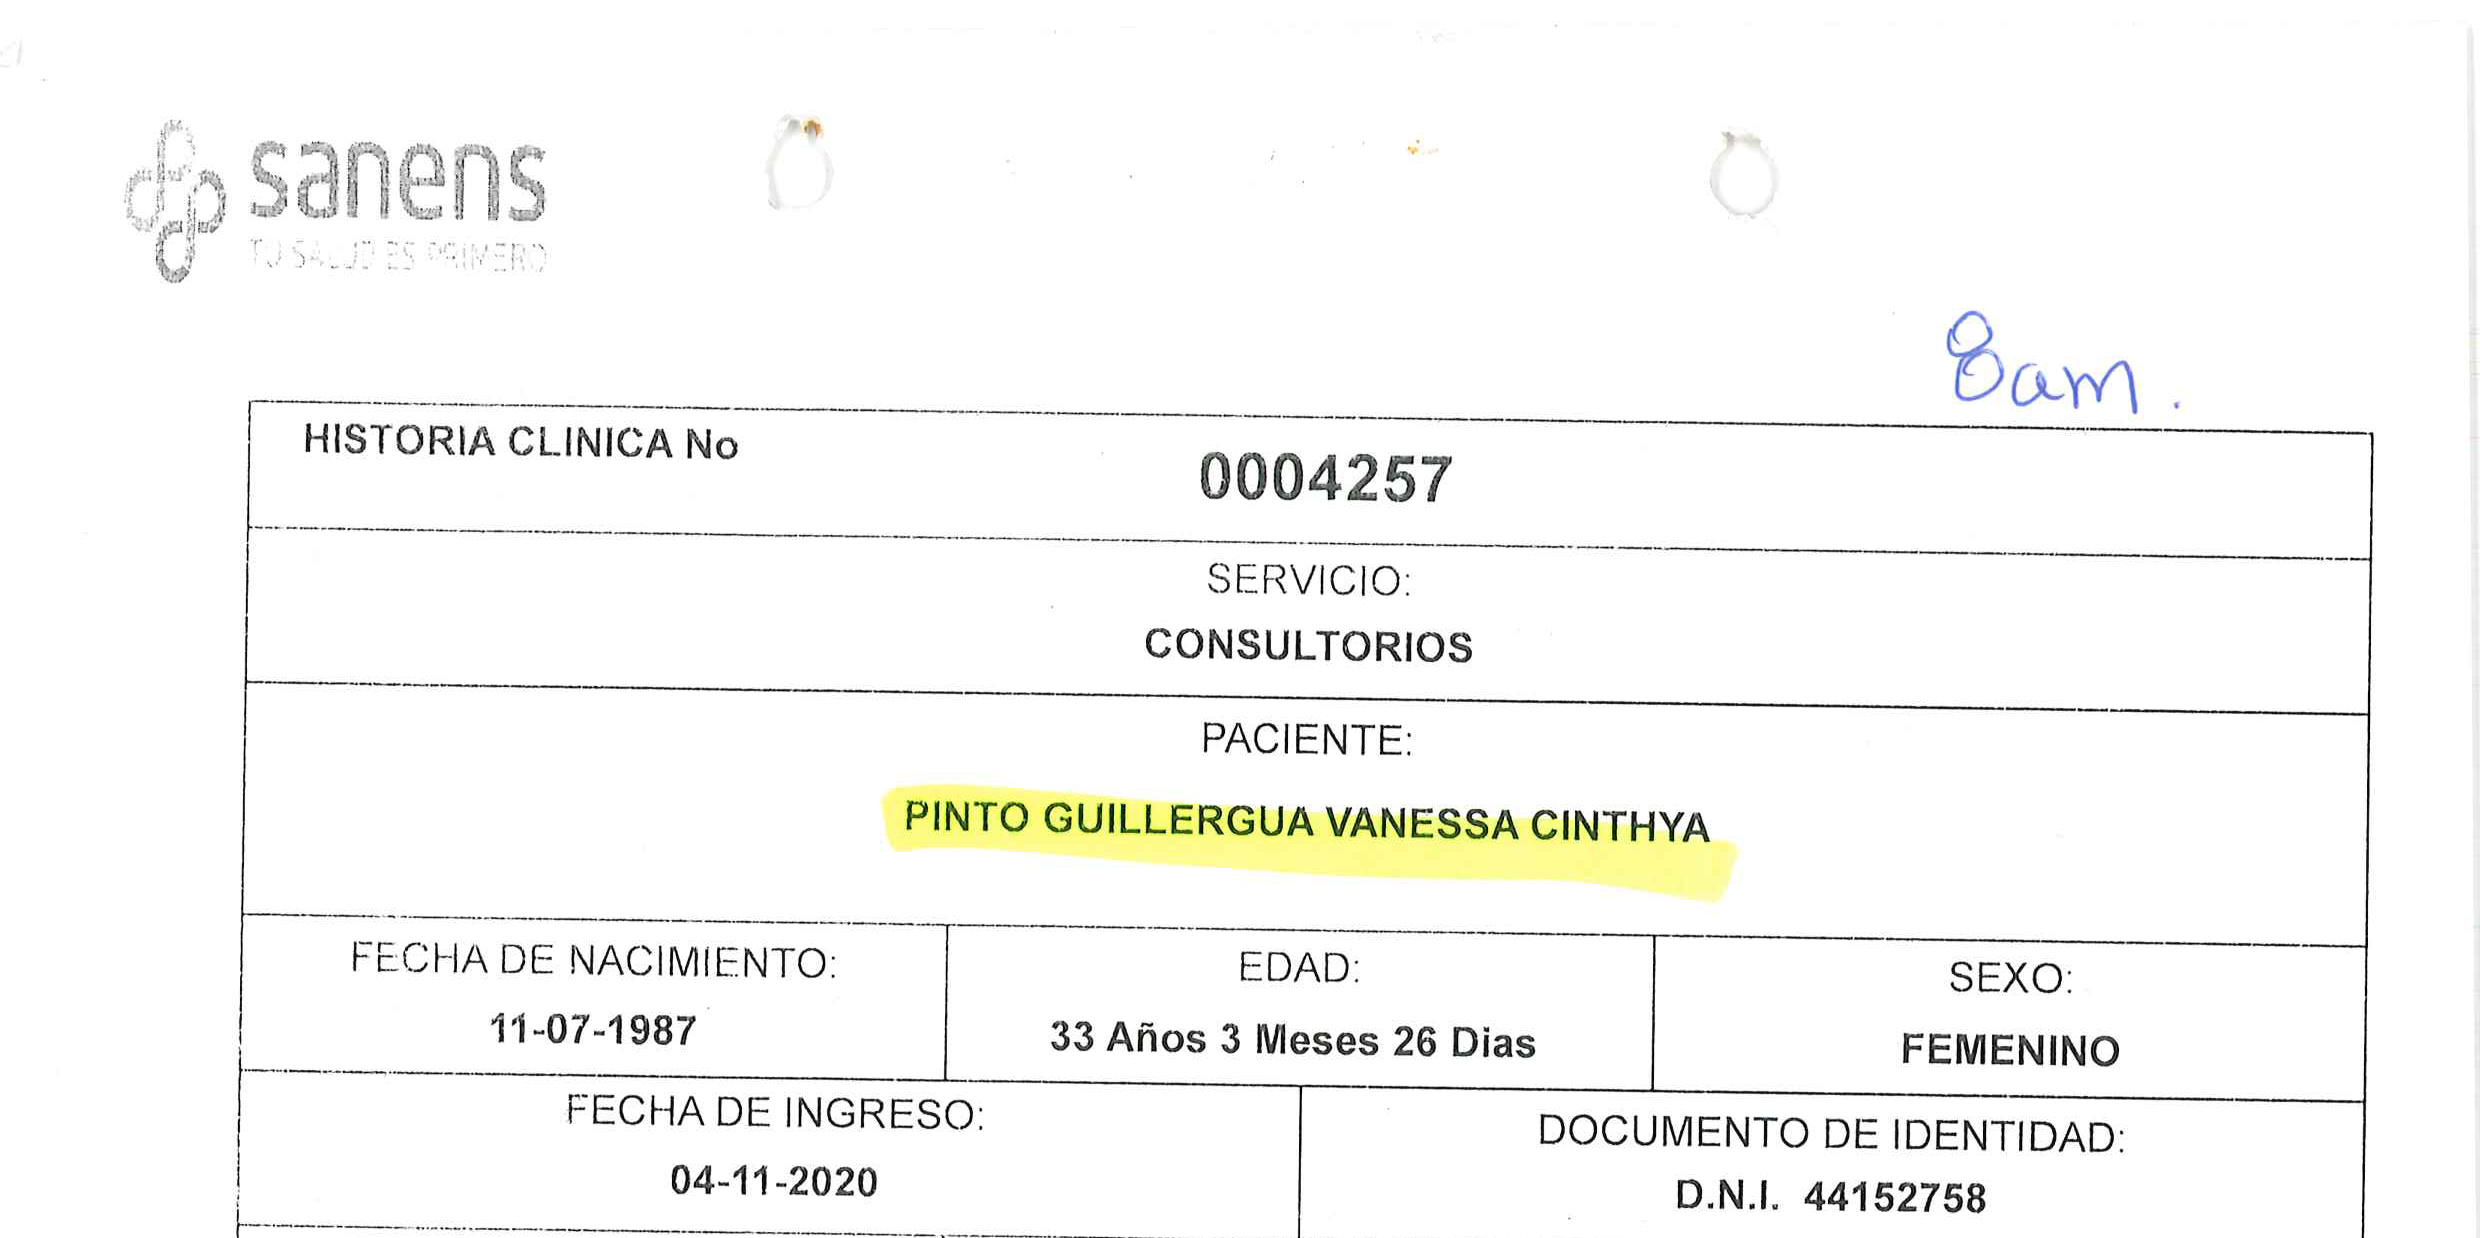 sanens
TU SALUD ES PRIMERO
8am.
HISTORIA CLINICA No
0004257
SERVICIO:
CONSULTORIOS
PACIENTE:
PINTO GUILLERGUA VANESSA CINTHYA
FECHA DE NACIMIENTO:
11-07-1987
EDAD:
33 Años 3 Meses 26 Dias
SEXO:
FEMENINO
FECHA DE INGRESO:
04-11-2020
DOCUMENTO DE IDENTIDAD:
D.N.I. 44152758